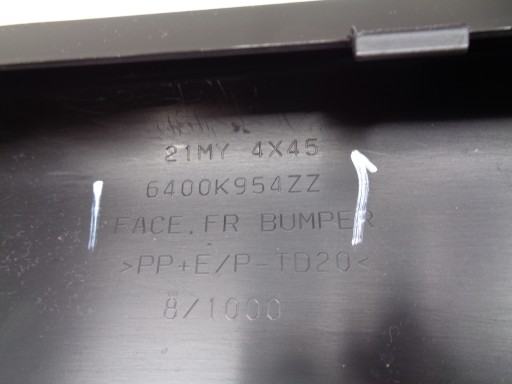 21MY 4X45
6400K954ZZ
FACE, FR BUMPER
>PP+E/P-TD20<
8/1000